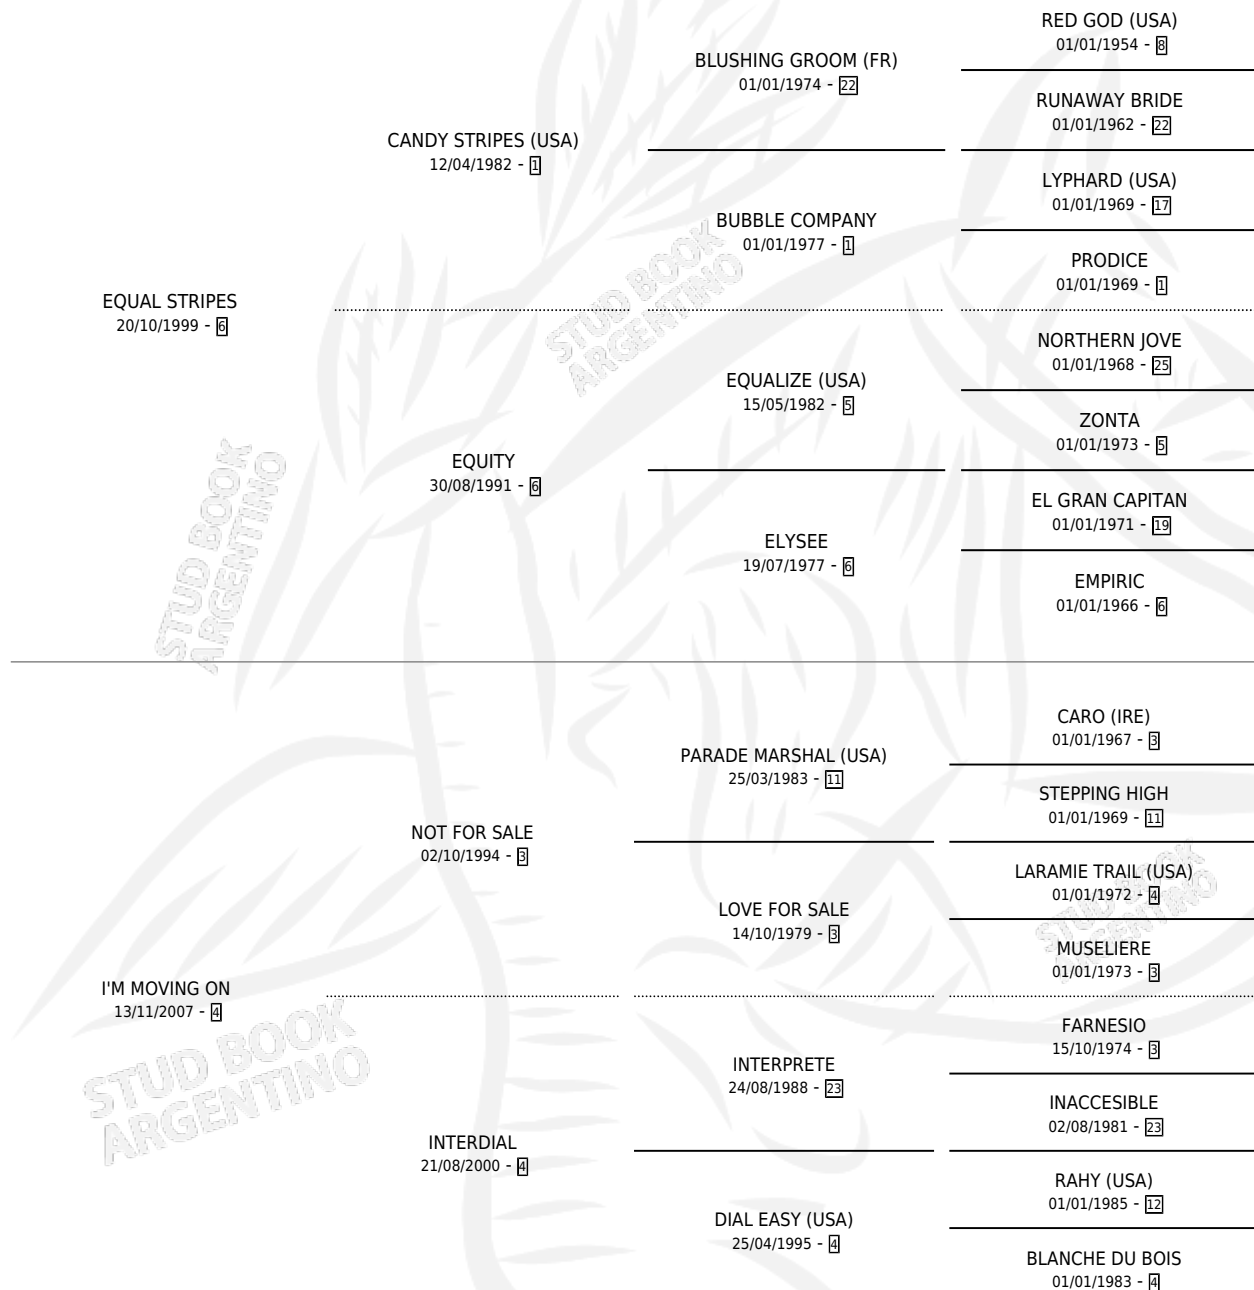 RED GOD (USA)
01/01/1954 - 8
BLUSHING GROOM (FR)
01/01/1974 - 22
RUNAWAY BRIDE
01/01/1962 - 22
CANDY STRIPES (USA)
12/04/1982 - 1
LYPHARD (USA)
01/01/1969 - 17
BUBBLE COMPANY
01/01/1977 - 1
PRODICE
01/01/1969 - 1
EQUAL STRIPES
20/10/1999 - 6
NORTHERN JOVE
01/01/1968 - 25
EQUALIZE (USA)
15/05/1982 - 5
ZONTA
01/01/1973 - 5
EQUITY
30/08/1991 - 6
EL GRAN CAPITAN
01/01/1971 - 19
ELYSEE
19/07/1977 - 6
EMPIRIC
01/01/1966 - 6
CARO (IRE)
01/01/1967 - 3
PARADE MARSHAL (USA)
25/03/1983 - 11
STEPPING HIGH
01/01/1969 - 11
NOT FOR SALE
02/10/1994 - 3
LARAMIE TRAIL (USA)
01/01/1972 - 4
LOVE FOR SALE
14/10/1979 - 3
MUSELIERE
01/01/1973 - 3
I'M MOVING ON
13/11/2007 - 4
FARNESIO
15/10/1974 - 3
INTERPRETE
24/08/1988 - 23
INACCESIBLE
02/08/1981 - 23
INTERDIAL
21/08/2000 - 4
RAHY (USA)
01/01/1985 - 12
DIAL EASY (USA)
25/04/1995 - 4
BLANCHE DU BOIS
01/01/1983 - 4
STUD BOOK
ARGENTINO
STUD BOOK
ARGENTINO
STUD BOOK
ARGENTINO
STUD BOOK
ARGENTINO